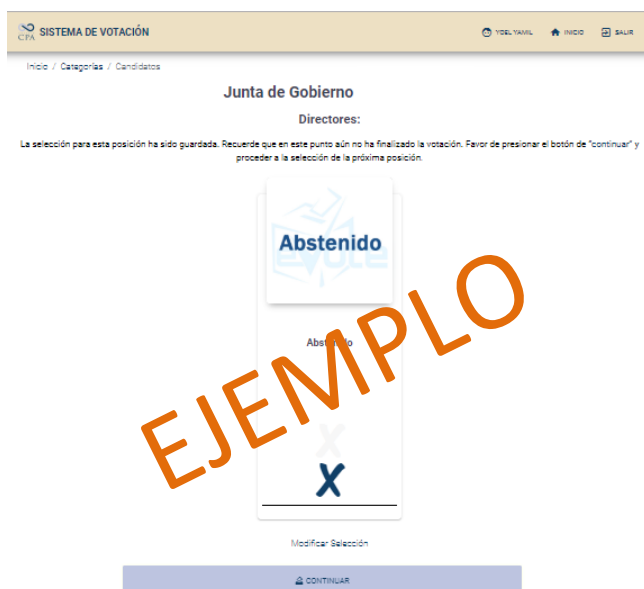 CPA SISTEMA DE VOTACIÓN
YOEL YAMIL INICIO SALIR
Inicio / Categorías / Candidatos
Junta de Gobierno
Directores:
La selección para esta posición ha sido guardada. Recuerde que en este punto aún no ha finalizado la votación. Favor de presionar el botón de "continuar" y
proceder a la selección de la próxima posición.
evote
Abstenido
Abstenido
EJEMPLO
X
X
Modificar Selección
CONTINUAR